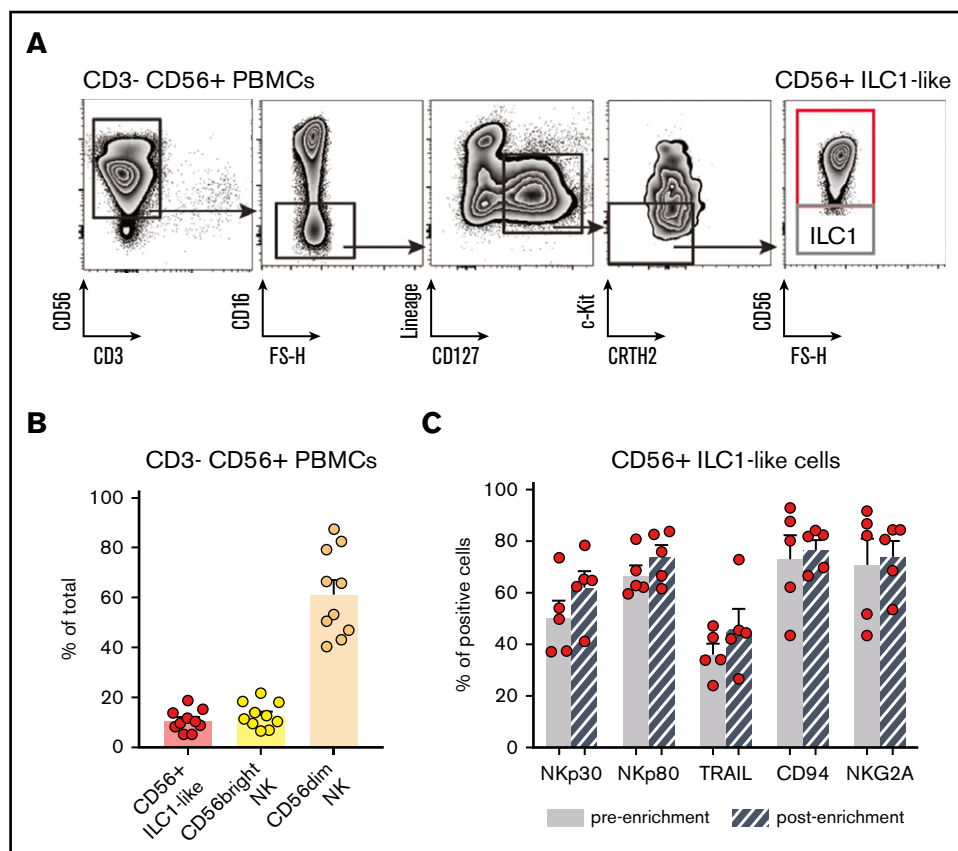 A
CD3- CD56+ PBMCs
CD56+ ILC1-like
ILC1
CD56
CD3
CD16
FS-H
Lineage
CD127
c-Kit
CRTH2
CD56
FS-H
B
CD3- CD56+ PBMCs
% of total
100
80
60
40
20
0
CD56+
ILC1-like
CD56bright
NK
CD56dim
NK
C
CD56+ ILC1-like cells
% of positive cells
100
80
60
40
20
0
NKp30 NKp80 TRAIL CD94 NKG2A
pre-enrichment post-enrichment